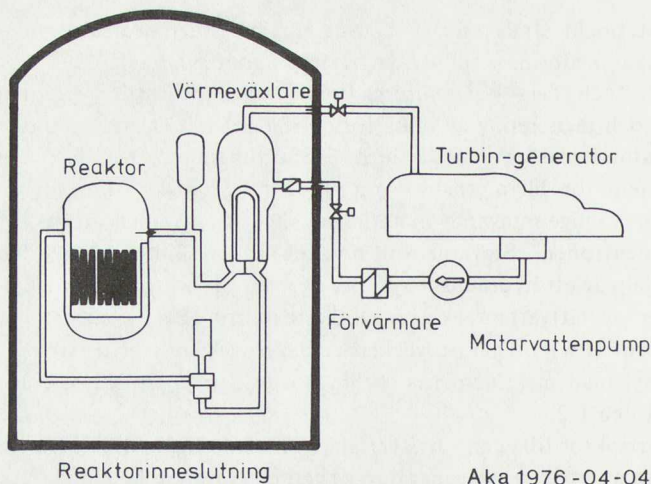 Värmeväxlare
Reaktor
Turbin-generator
Förvärmare
Matarvattenpump
Reaktorinneslutning
Aka 1976-04-04